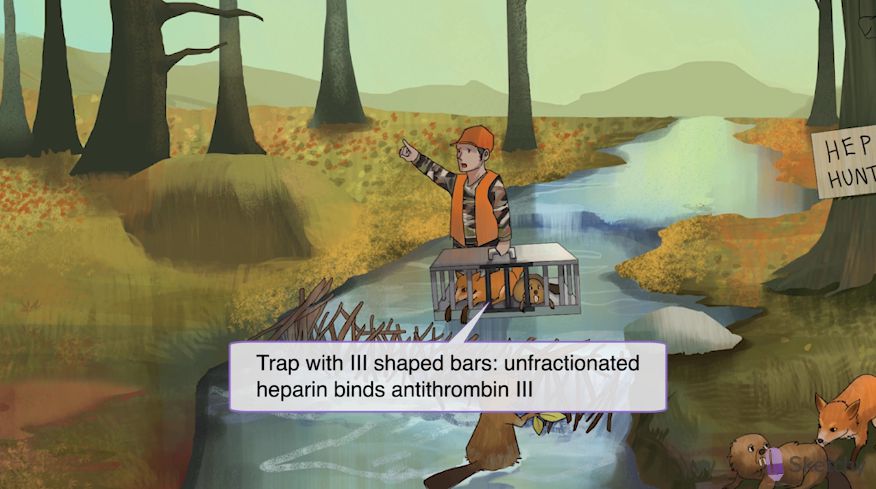 HEP
HUNT
Trap with III shaped bars: unfractionated
heparin binds antithrombin III
Sketchy